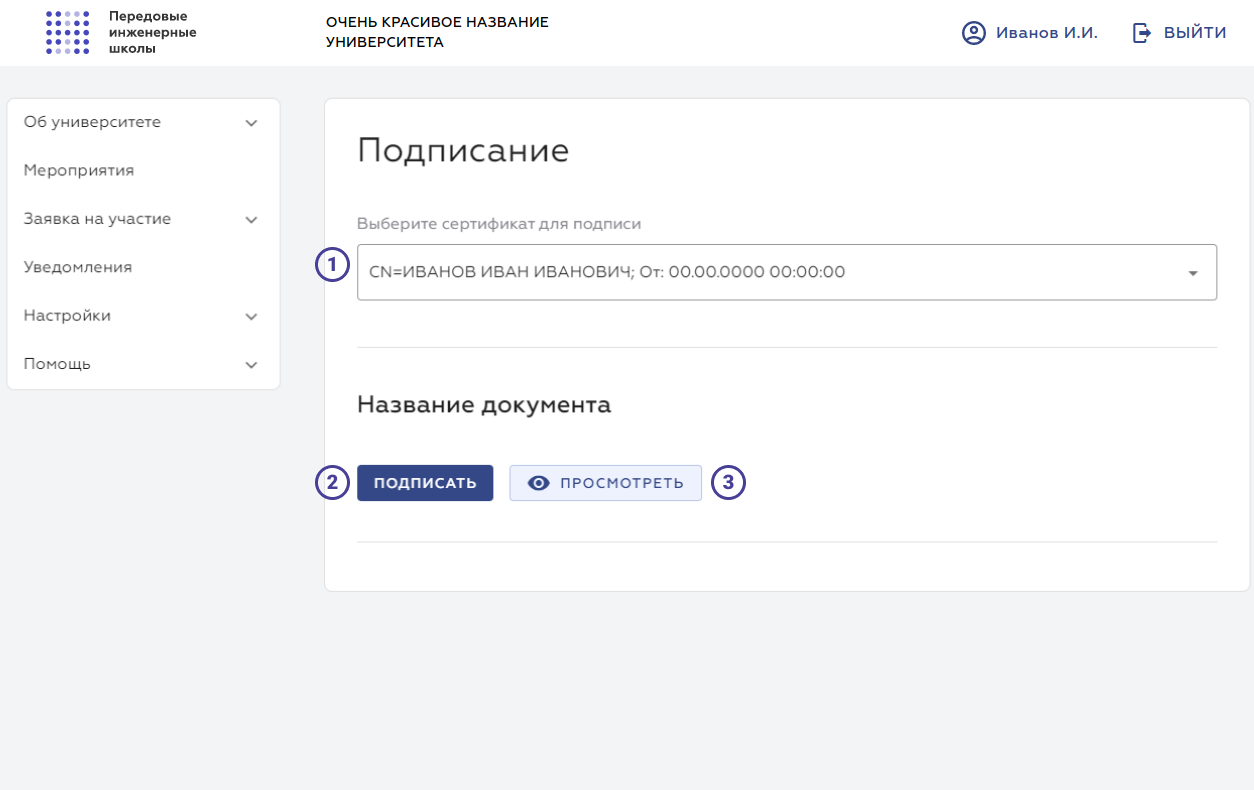 Передовые
инженерные
школы
ОЧЕНЬ КРАСИВОЕ НАЗВАНИЕ
УНИВЕРСИТЕТА
Иванов И.И.
ВЫЙТИ
Об университете
Мероприятия
Заявка на участие
Уведомления
Настройки
Помощь
Подписание
Выберите сертификат для подписи
1
CN=ИВАНОВ ИВАН ИВАНОВИЧ; От: 00.00.0000 00:00:00
Название документа
2
ПОДПИСАТЬ
ПРОСМОТРЕТЬ
3